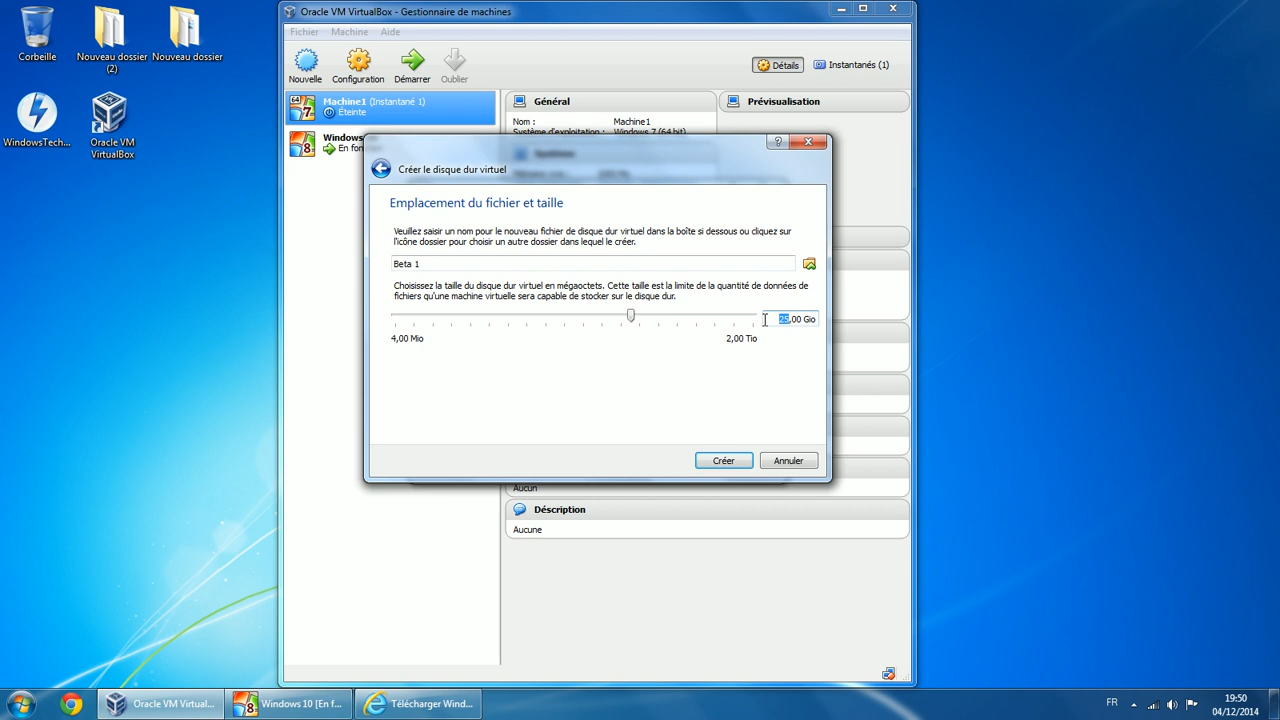 Corbeille
Nouveau dossier
(2)
Nouveau dossier
WindowsTech...
Oracle VM
VirtualBox
Oracle VM VirtualBox - Gestionnaire de machines
Fichier Machine Aide
Nouvelle Configuration Démarrer Oublier
Détails Instantanés (1)
64
7
Machine1 (Instantané 1)
Éteinte
8
Windows
En fon
Général
Nom : Machine1
Système d'exploitation : Windows 7 (64 bit)
Prévisualisation
Créer le disque dur virtuel
Emplacement du fichier et taille
Veuillez saisir un nom pour le nouveau fichier de disque dur virtuel dans la boîte si dessous ou cliquez sur
l'icône dossier pour choisir un autre dossier dans lequel le créer.
Beta 1
Choisissez la taille du disque dur virtuel en mégaoctets. Cette taille est la limite de la quantité de données de
fichiers qu'une machine virtuelle sera capable de stocker sur le disque dur.
25,00 Gio
4,00 Mio 2,00 Tio
Créer Annuler
Aucun
Déscription
Aucune
Oracle VM Virtual...
Windows 10 [En f...
Télécharger Wind...
FR
19:50
04/12/2014